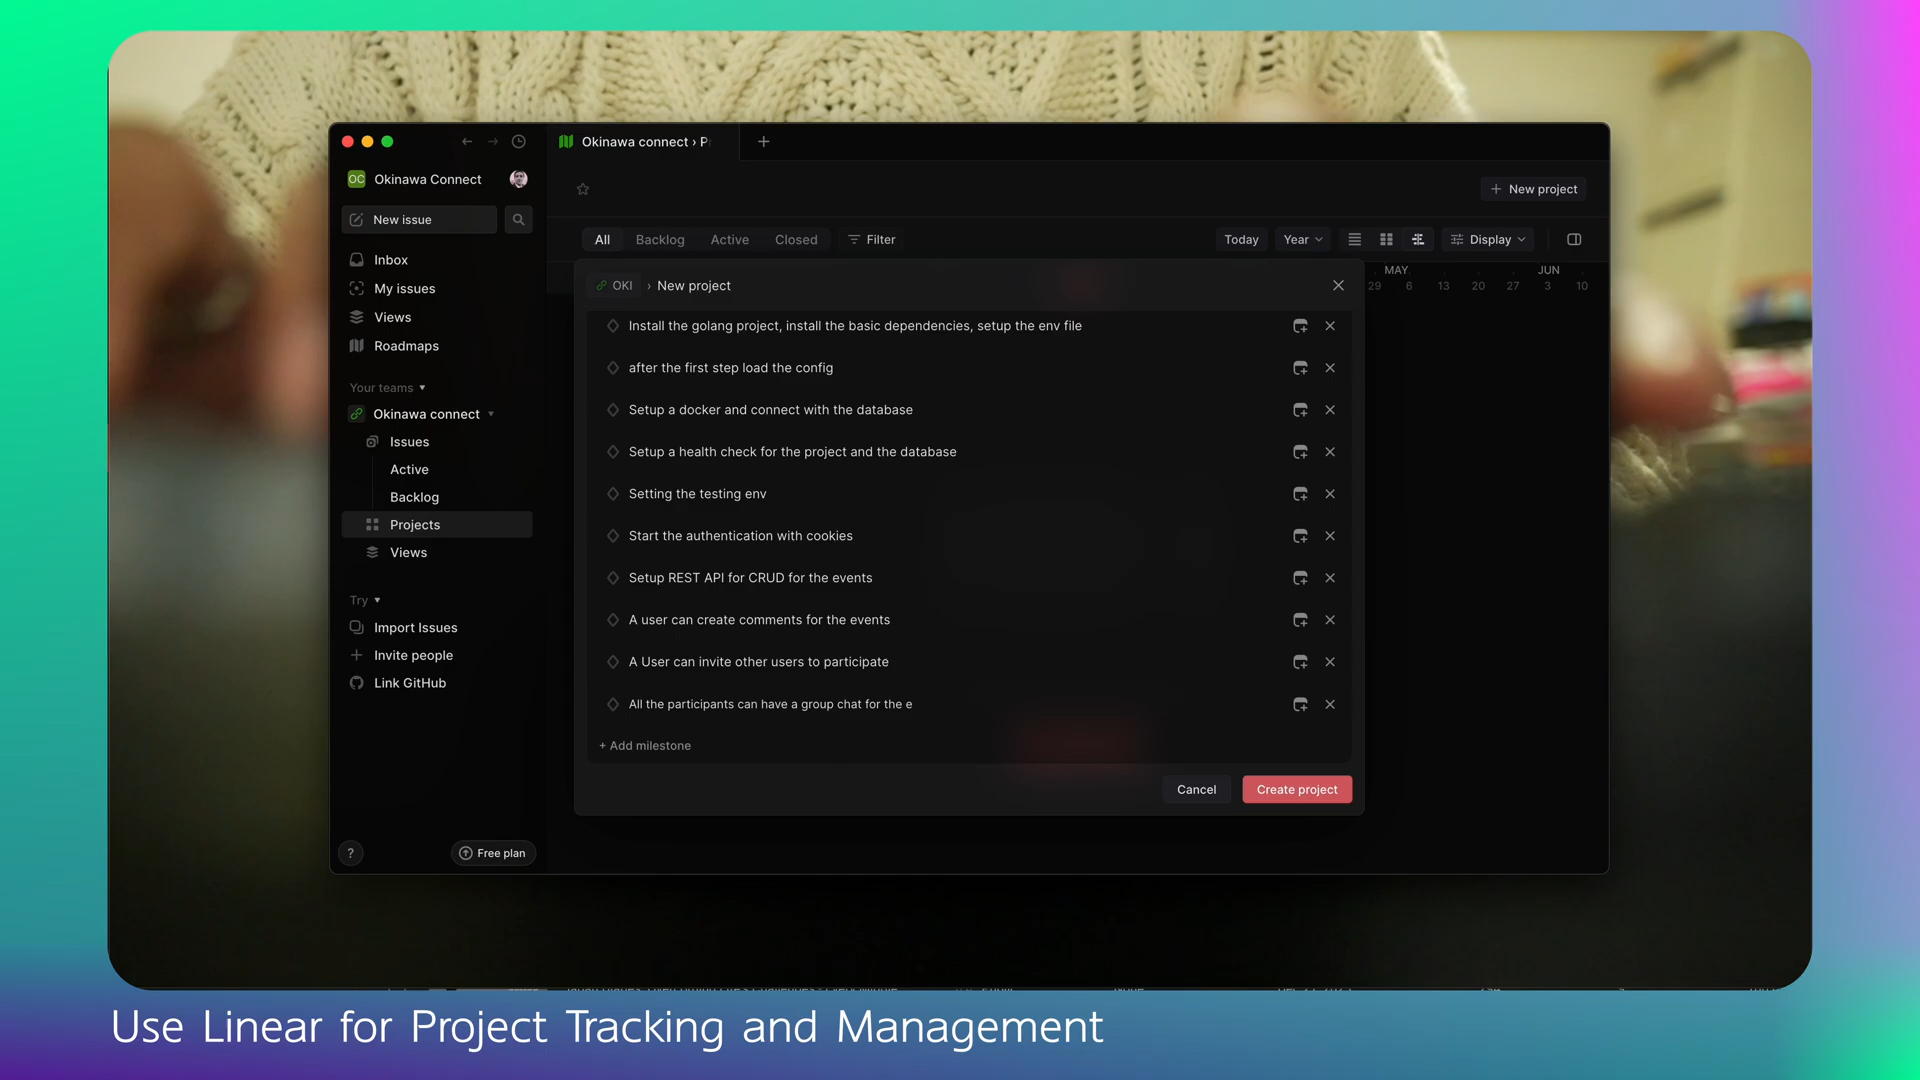 Okinawa connect › P
OC Okinawa Connect
New issue
Inbox
My issues
Views
Roadmaps
Your teams
Okinawa connect
Issues
Active
Backlog
Projects
Views
Try
Import Issues
Invite people
Link GitHub
?
Free plan
New project
All Backlog Active Closed Filter
Today Year Display
MAY JUN
29 6 13 20 27 3 10
OKI › New project
Install the golang project, install the basic dependencies, setup the env file
after the first step load the config
Setup a docker and connect with the database
Setup a health check for the project and the database
Setting the testing env
Start the authentication with cookies
Setup REST API for CRUD for the events
A user can create comments for the events
A User can invite other users to participate
All the participants can have a group chat for the e
+ Add milestone
Cancel Create project
Use Linear for Project Tracking and Management